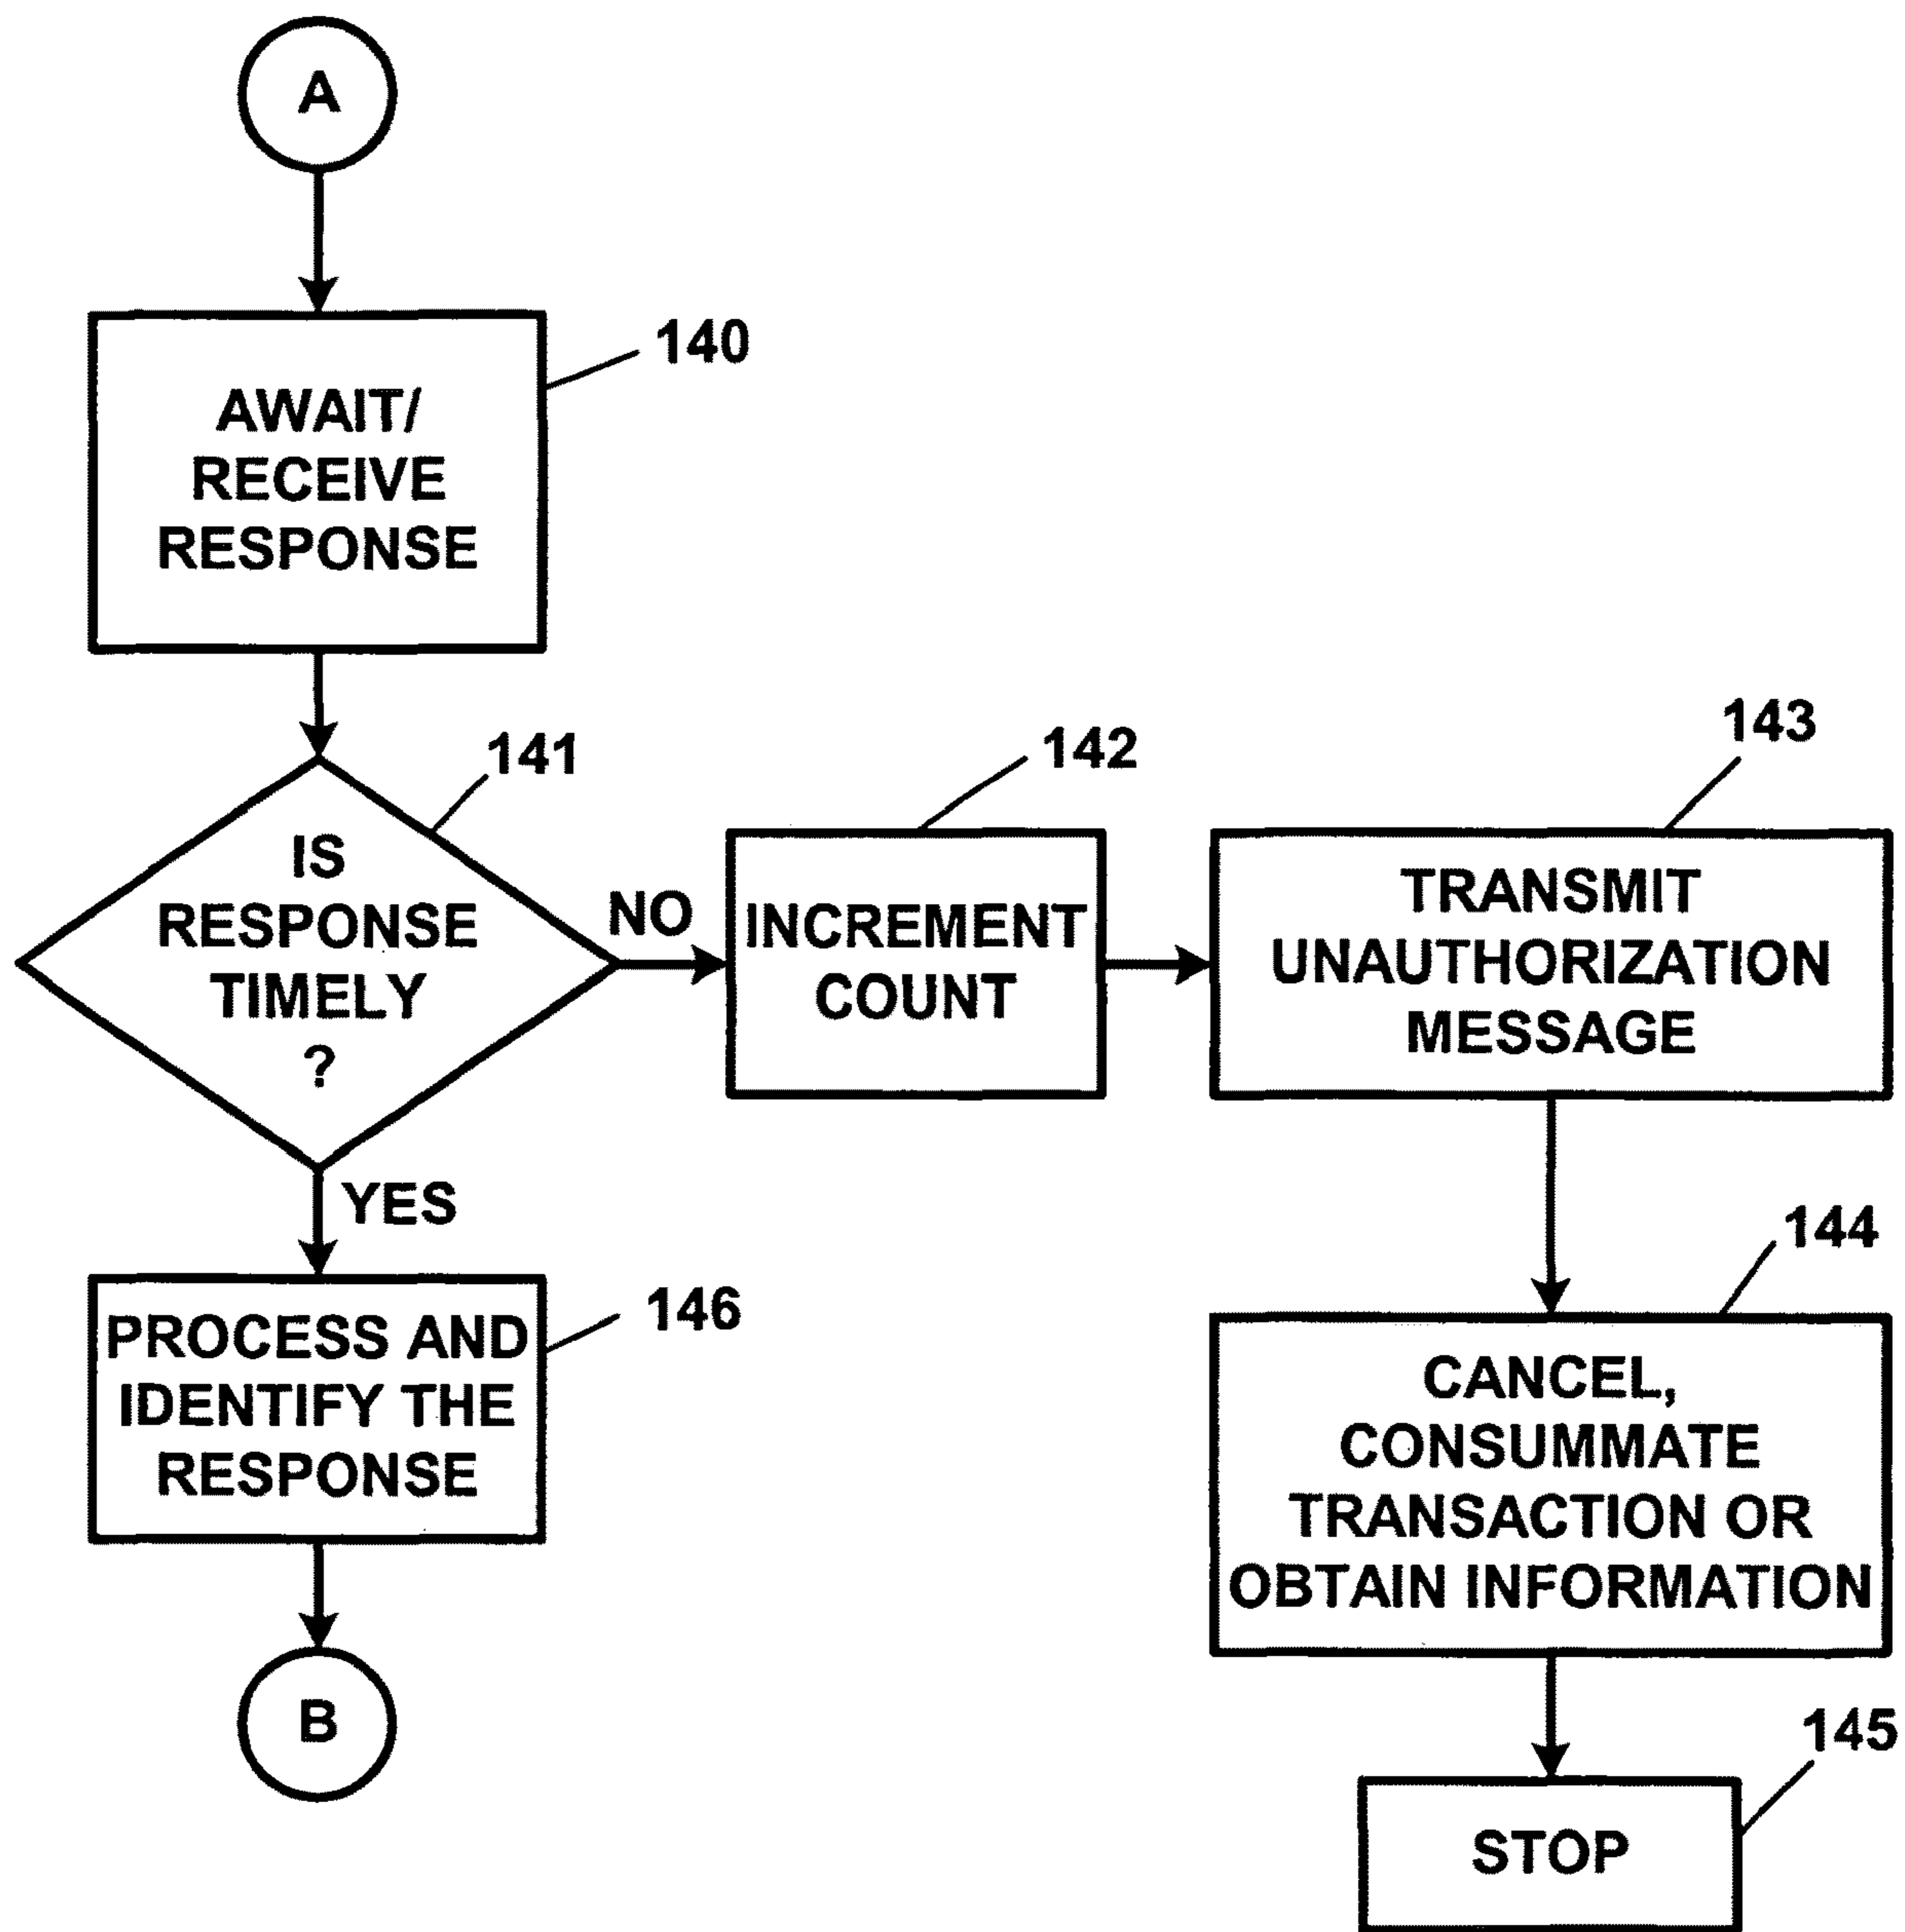 A
140
AWAIT/
RECEIVE
RESPONSE
141
IS
RESPONSE
TIMELY
?
NO
142
INCREMENT
COUNT
143
TRANSMIT
UNAUTHORIZATION
MESSAGE
YES
146
PROCESS AND
IDENTIFY THE
RESPONSE
B
144
CANCEL,
CONSUMMATE
TRANSACTION OR
OBTAIN INFORMATION
145
STOP